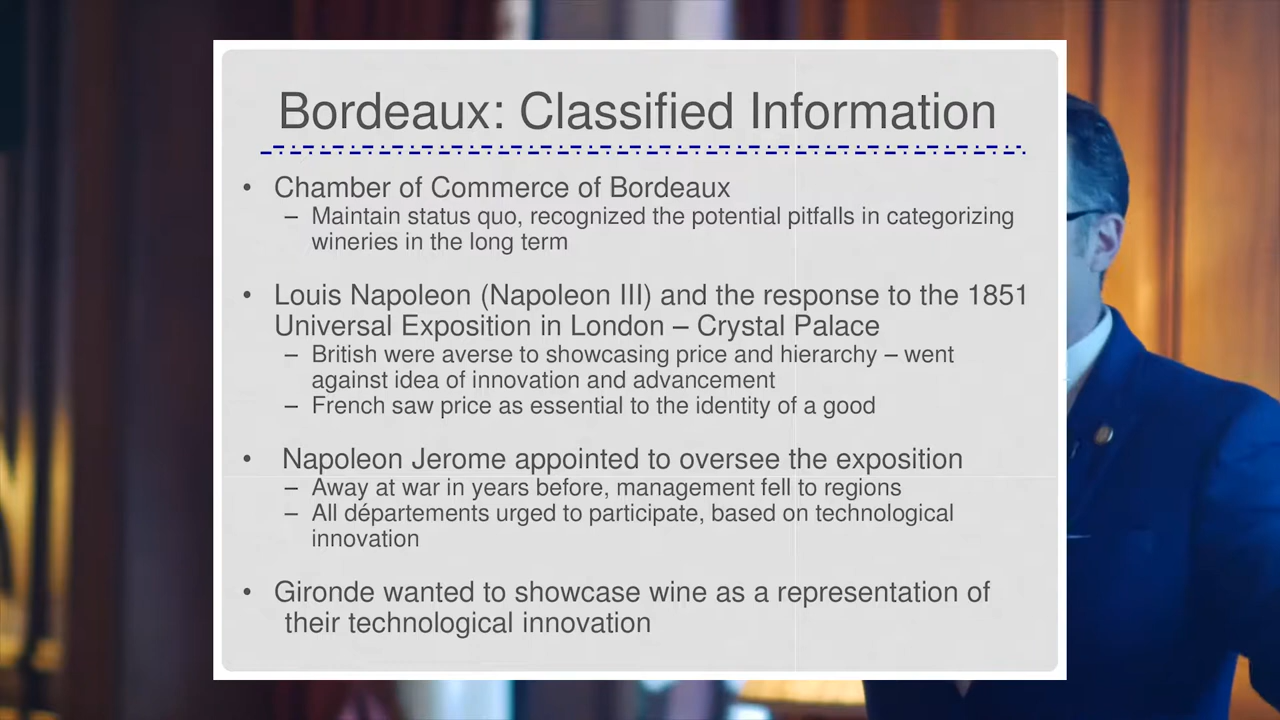 Bordeaux: Classified Information
• Chamber of Commerce of Bordeaux
– Maintain status quo, recognized the potential pitfalls in categorizing
wineries in the long term
• Louis Napoleon (Napoleon III) and the response to the 1851
Universal Exposition in London – Crystal Palace
– British were averse to showcasing price and hierarchy – went
against idea of innovation and advancement
– French saw price as essential to the identity of a good
• Napoleon Jerome appointed to oversee the exposition
– Away at war in years before, management fell to regions
– All départements urged to participate, based on technological
innovation
• Gironde wanted to showcase wine as a representation of
their technological innovation